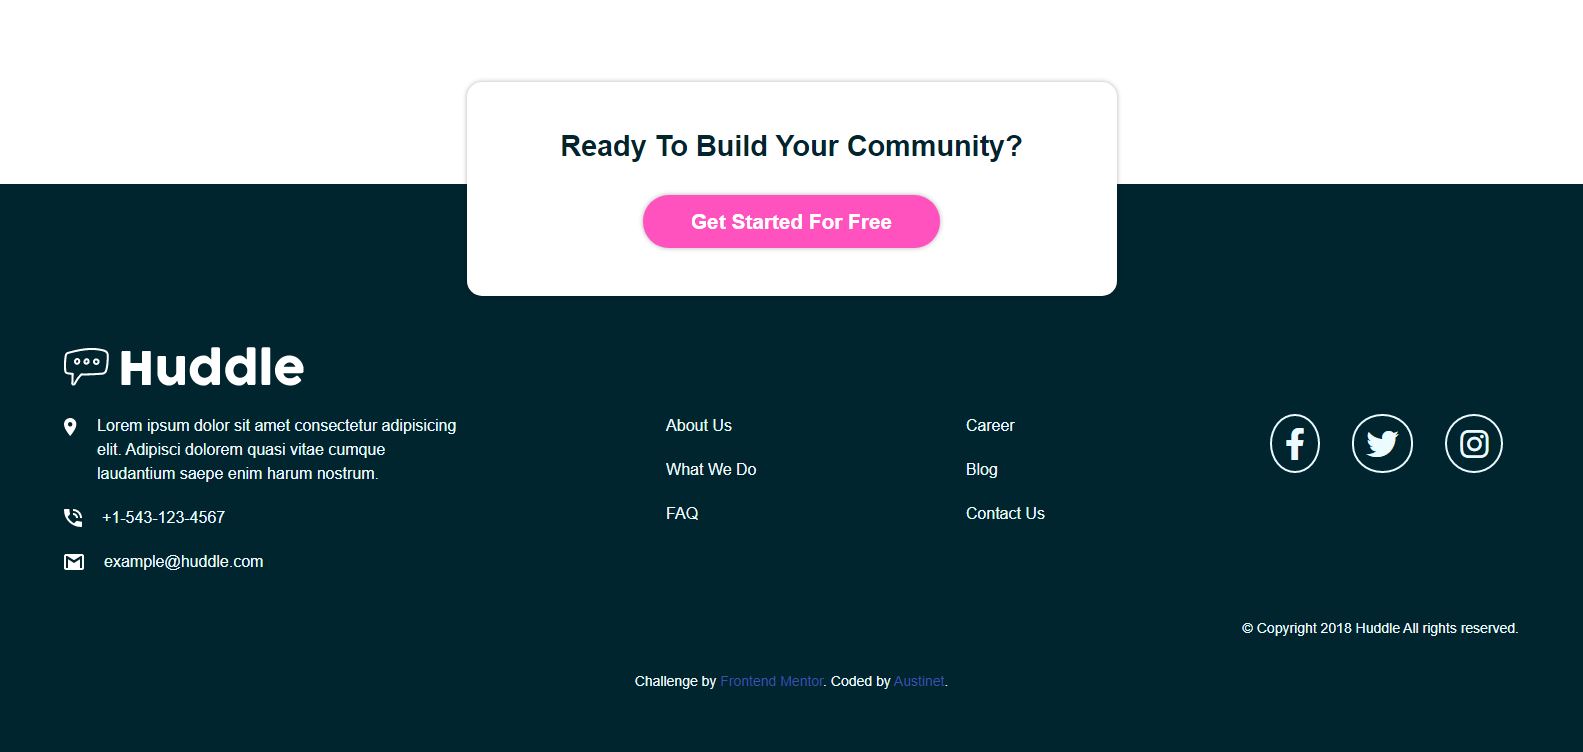 Ready To Build Your Community?
Get Started For Free
Huddle
Lorem ipsum dolor sit amet consectetur adipisicing
elit. Adipisci dolorem quasi vitae cumque
laudantium saepe enim harum nostrum.
+1-543-123-4567
example@huddle.com
About Us
What We Do
FAQ
Career
Blog
Contact Us
© Copyright 2018 Huddle All rights reserved.
Challenge by Frontend Mentor. Coded by Austinet.